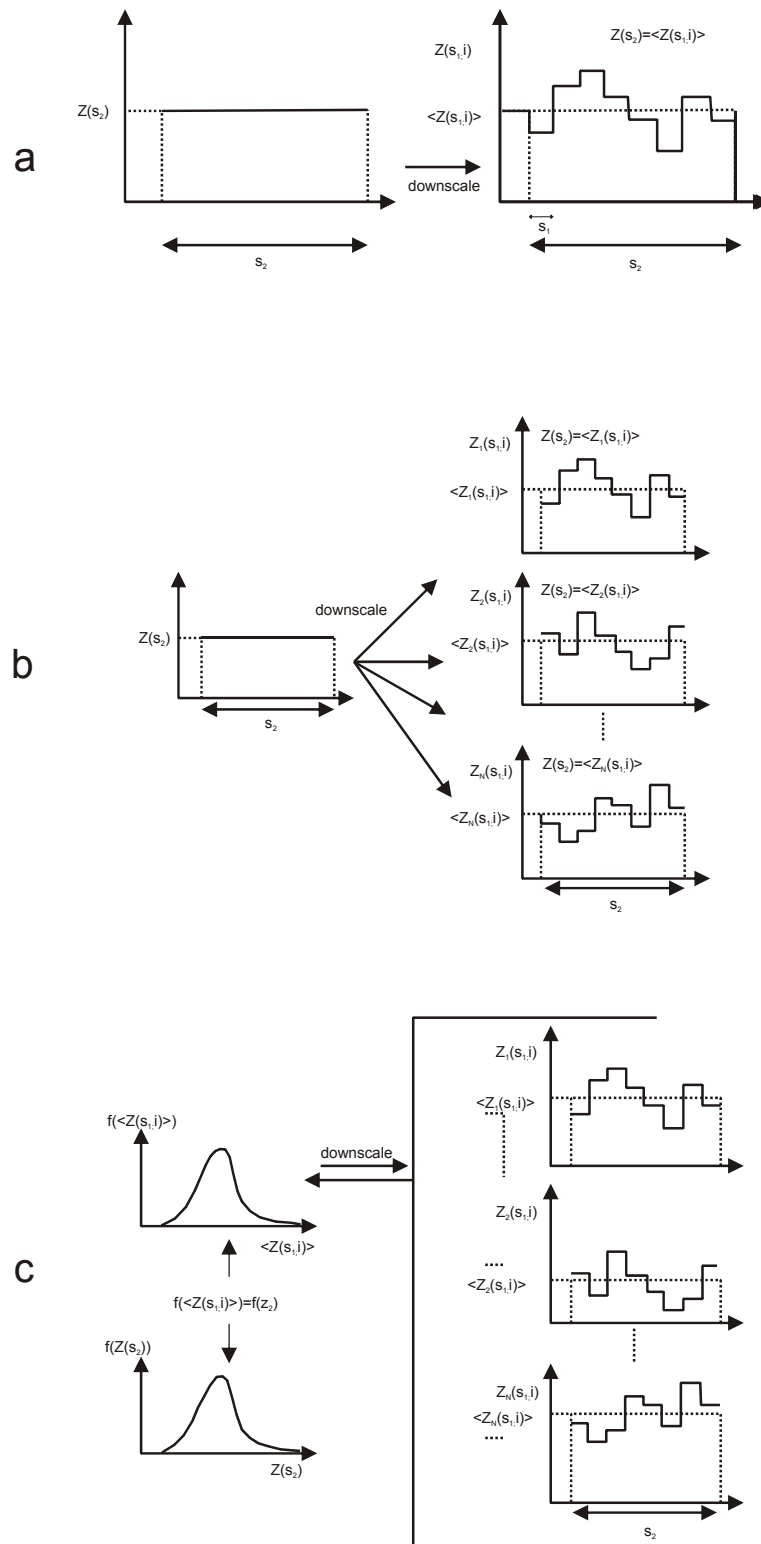 Z(s₁,i)
Z(s₂)=<Z(s₁,i)>
Z(s₂)
<Z(s₁,i)>
a
downscale
s₁
s₂
s₂
Z₁(s₁,i)
Z(s₂)=<Z₁(s₁,i)>
<Z₁(s₁,i)>
downscale
Z₂(s₁,i)
Z(s₂)=<Z₂(s₁,i)>
Z(s₂)
<Z₂(s₁,i)>
b
s₂
Z_N(s₁,i)
Z(s₂)=<Z_N(s₁,i)>
<Z_N(s₁,i)>
s₂
Z₁(s₁,i)
<Z₁(s₁,i)>
f(<Z(s₁,i)>)
downscale
<Z(s₁,i)>
Z₂(s₁,i)
c
<Z₂(s₁,i)>
f(<Z(s₁,i)>)=f(z₂)
f(Z(s₂))
Z_N(s₁,i)
<Z_N(s₁,i)>
Z(s₂)
s₂